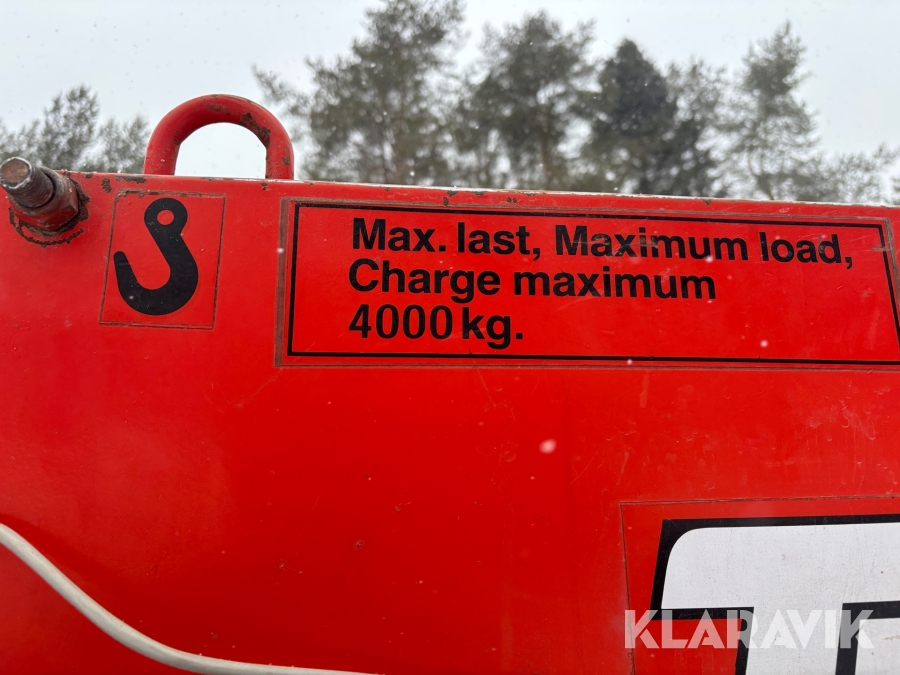 Max. last, Maximum load,
Charge maximum
4000 kg.
KLARAVIK